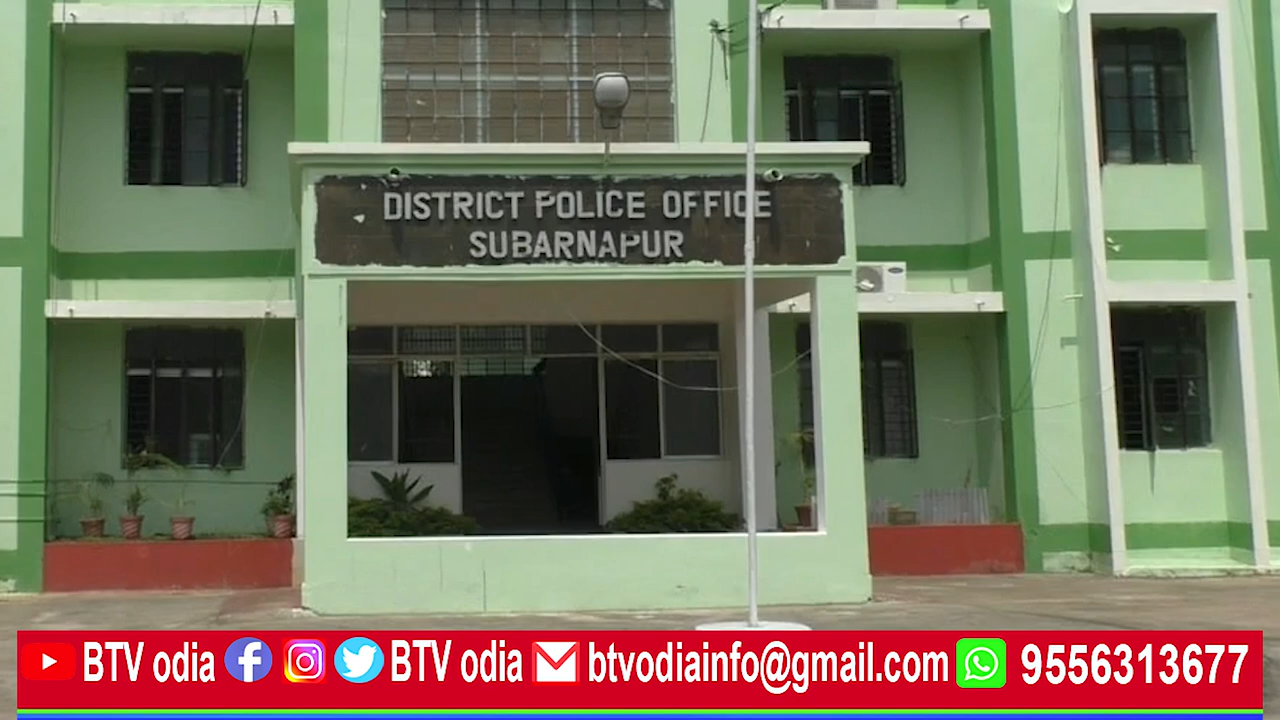 DISTRICT POLICE OFFICE
SUBARNAPUR
BTV odia BTV odia btvodiainfo@gmail.com 9556313677